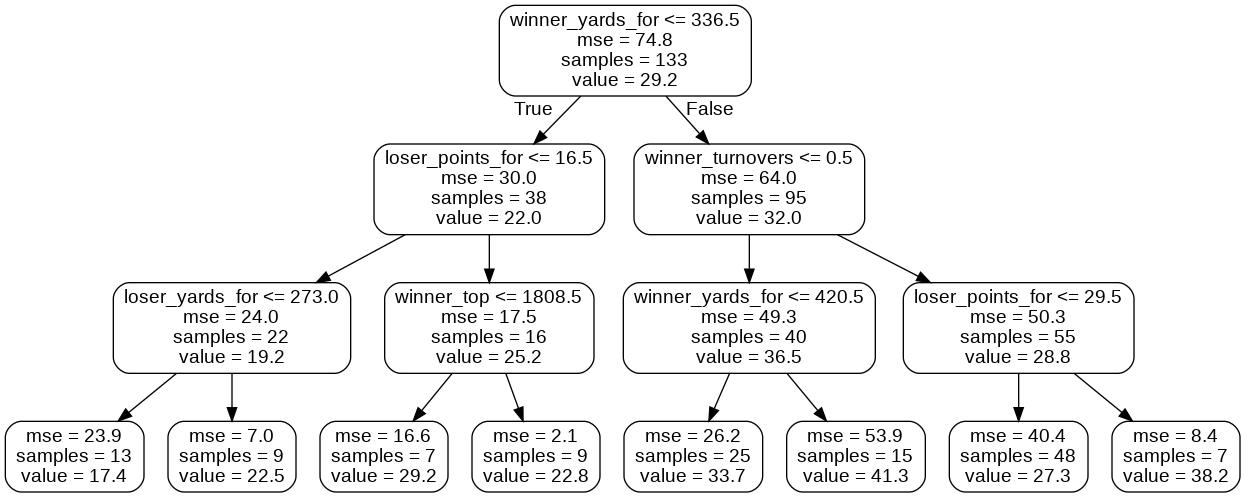 winner_yards_for <= 336.5
mse = 74.8
samples = 133
value = 29.2
True
False
loser_points_for <= 16.5
mse = 30.0
samples = 38
value = 22.0
winner_turnovers <= 0.5
mse = 64.0
samples = 95
value = 32.0
loser_yards_for <= 273.0
mse = 24.0
samples = 22
value = 19.2
winner_top <= 1808.5
mse = 17.5
samples = 16
value = 25.2
winner_yards_for <= 420.5
mse = 49.3
samples = 40
value = 36.5
loser_points_for <= 29.5
mse = 50.3
samples = 55
value = 28.8
mse = 23.9
samples = 13
value = 17.4
mse = 7.0
samples = 9
value = 22.5
mse = 16.6
samples = 7
value = 29.2
mse = 2.1
samples = 9
value = 22.8
mse = 26.2
samples = 25
value = 33.7
mse = 53.9
samples = 15
value = 41.3
mse = 40.4
samples = 48
value = 27.3
mse = 8.4
samples = 7
value = 38.2